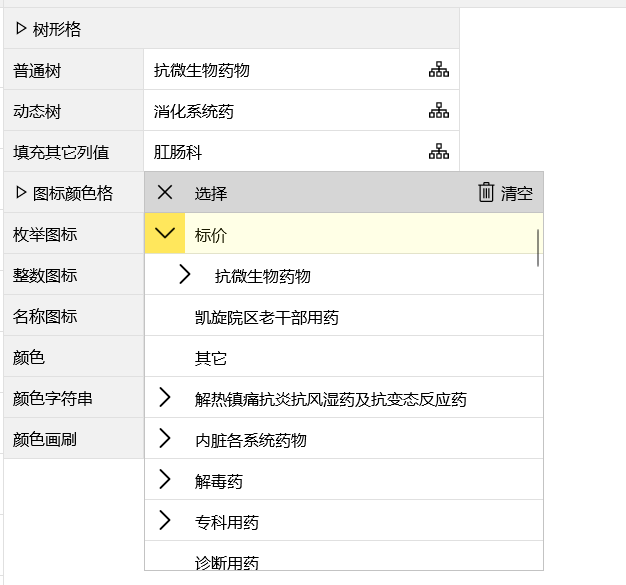 树形格
普通树 抗微生物药物
动态树 消化系统药
填充其它列值 肛肠科
图标颜色格 选择 清空
枚举图标 标价
整数图标 抗微生物药物
名称图标 凯旋院区老干部用药
颜色 其它
颜色字符串 解热镇痛抗炎抗风湿药及抗变态反应药
颜色画刷 内脏各系统药物
解毒药
专科用药
诊断用药